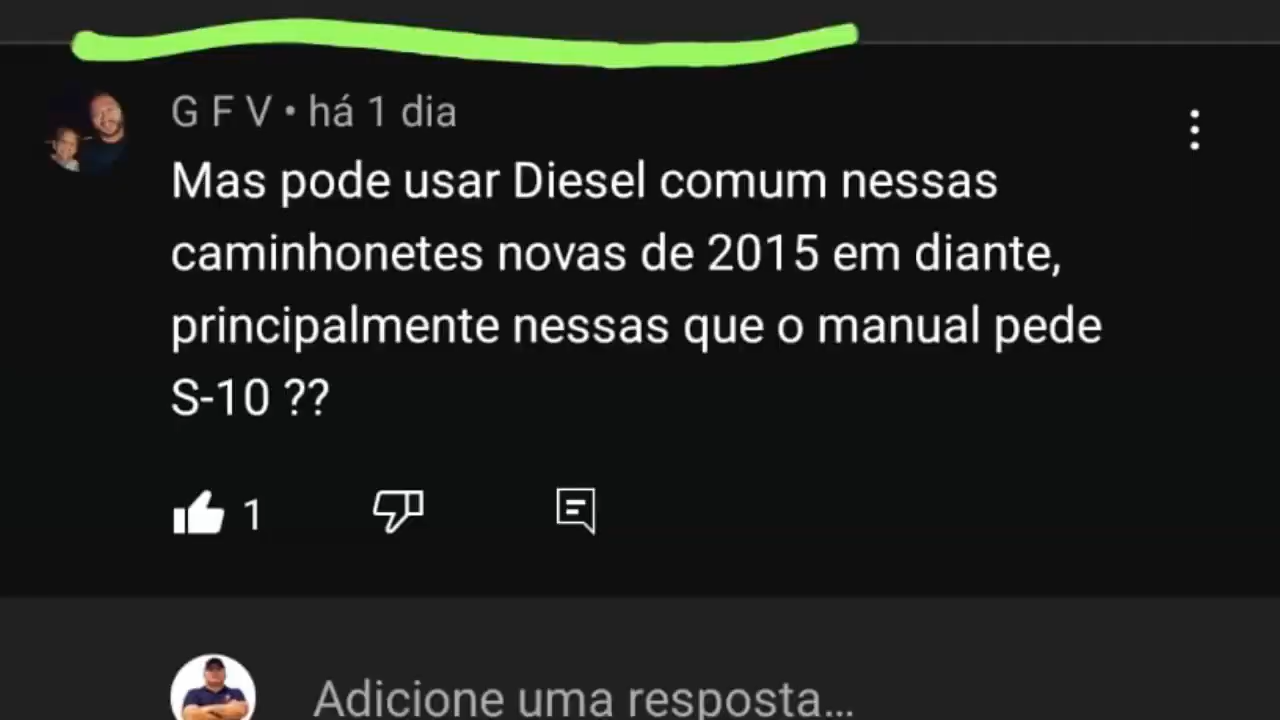 G F V • há 1 dia
Mas pode usar Diesel comum nessas
caminhonetes novas de 2015 em diante,
principalmente nessas que o manual pede
S-10 ??
1
Adicione uma resposta...